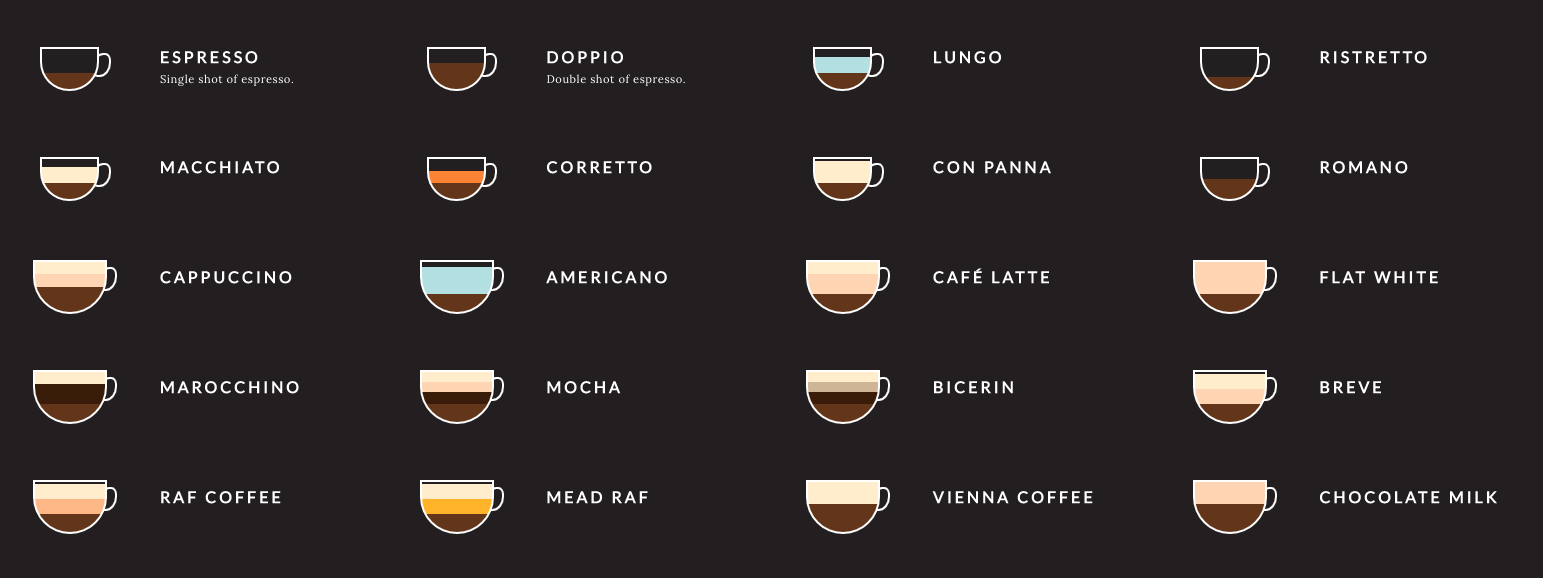 ESPRESSO
Single shot of espresso.
DOPPIO
Double shot of espresso.
LUNGO
RISTRETTO
MACCHIATO
CORRETTO
CON PANNA
ROMANO
CAPPUCCINO
AMERICANO
CAFÉ LATTE
FLAT WHITE
MAROCCHINO
MOCHA
BICERIN
BREVE
RAF COFFEE
MEAD RAF
VIENNA COFFEE
CHOCOLATE MILK